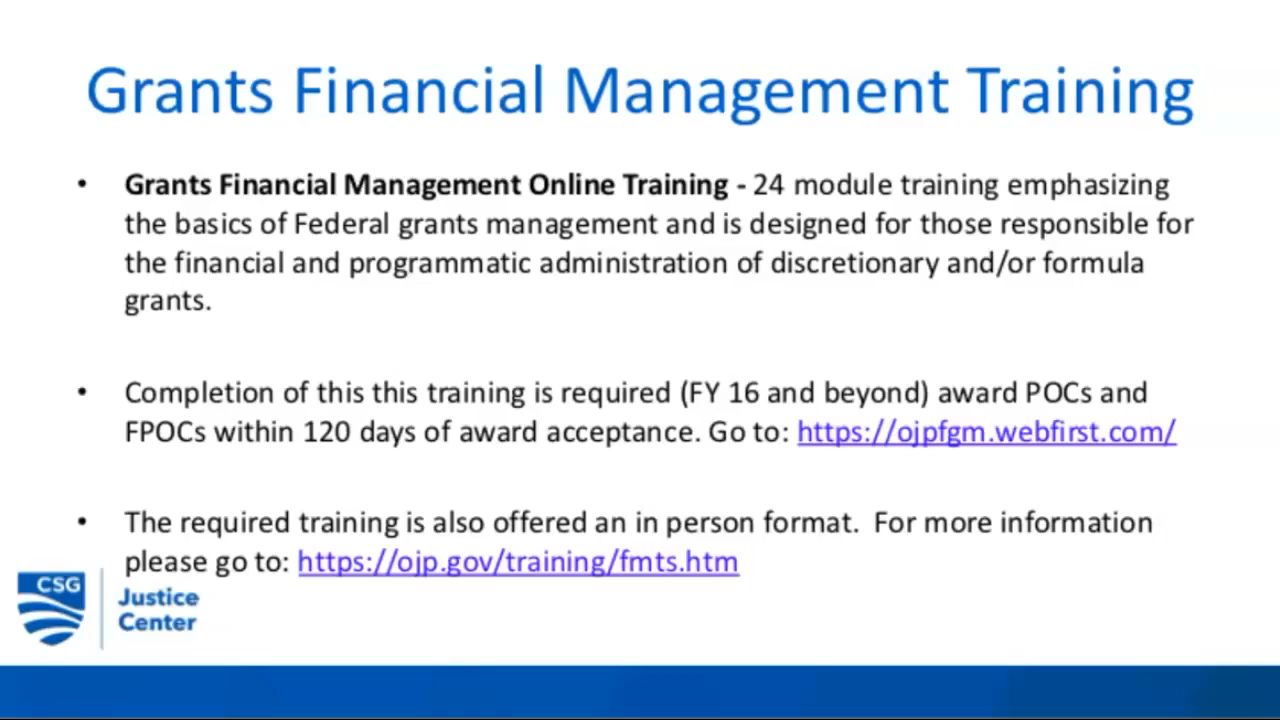 Grants Financial Management Training
• Grants Financial Management Online Training - 24 module training emphasizing
the basics of Federal grants management and is designed for those responsible for
the financial and programmatic administration of discretionary and/or formula
grants.
• Completion of this this training is required (FY 16 and beyond) award POCs and
FPOCs within 120 days of award acceptance. Go to: https://ojpfgm.webfirst.com/
• The required training is also offered an in person format.  For more information
please go to: https://ojp.gov/training/fmts.htm
CSG
Justice
Center